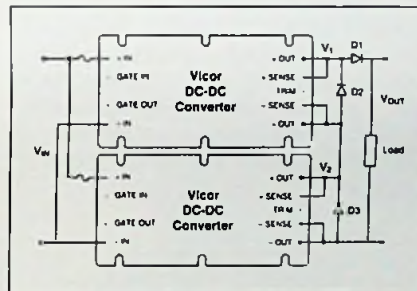 + IN
GATE IN
GATE OUT
- IN
Vicor
DC-DC
Converter
+ OUT
+ SENSE
TRM
- SENSE
- OUT
V1
D1
D2
VOUT
Load
VIN
+ IN
GATE IN
GATE OUT
- IN
Vicor
DC-DC
Converter
+ OUT
+ SENSE
TRIM
- SENSE
- OUT
V2
D3